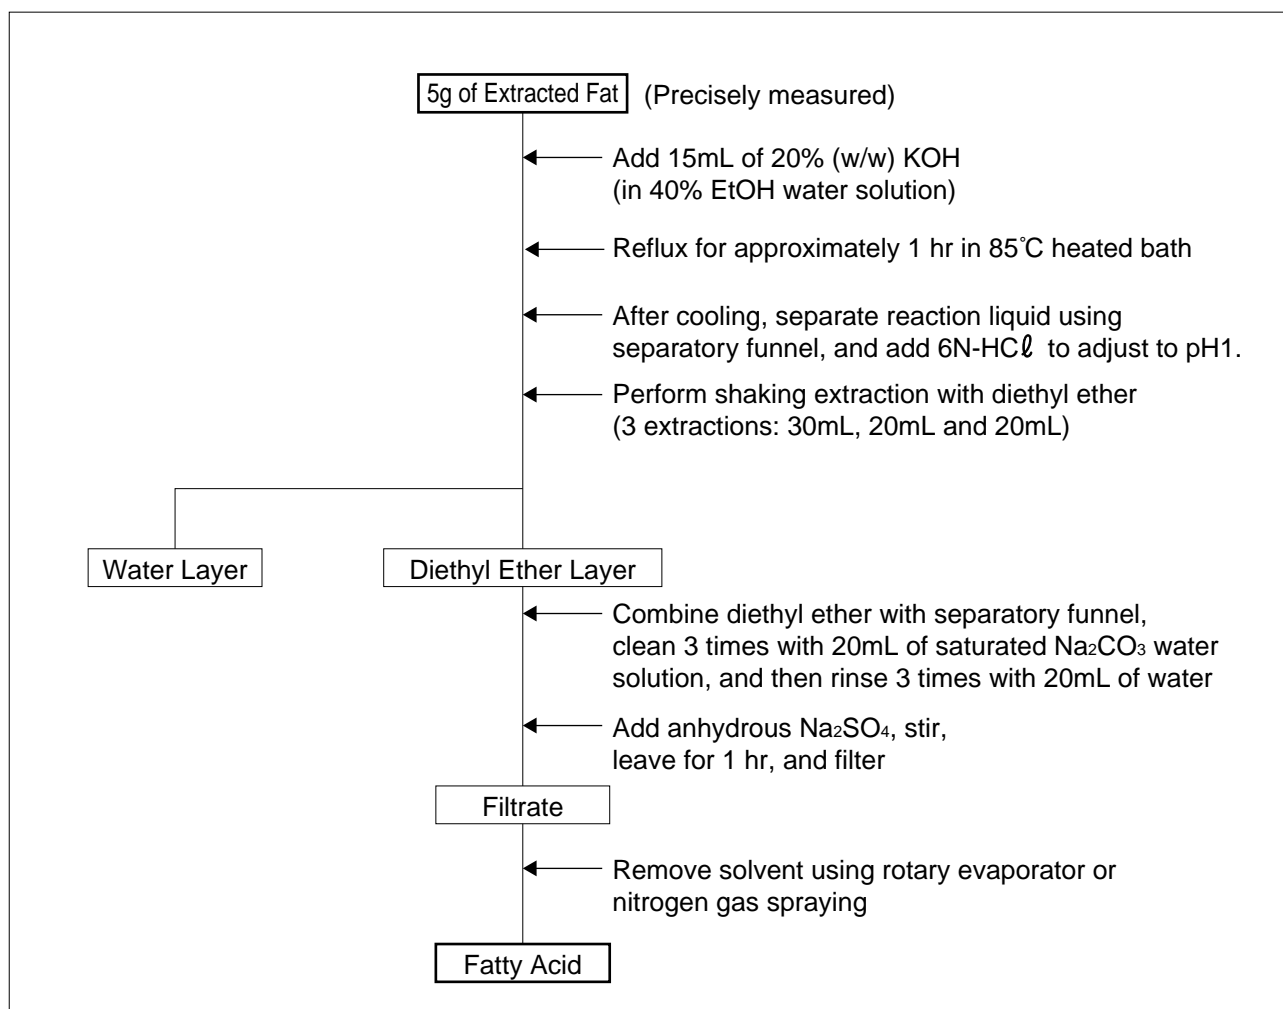 5g of Extracted Fat (Precisely measured)
Add 15mL of 20% (w/w) KOH
(in 40% EtOH water solution)
Reflux for approximately 1 hr in 85℃ heated bath
After cooling, separate reaction liquid using
separatory funnel, and add 6N-HCℓ to adjust to pH1.
Perform shaking extraction with diethyl ether
(3 extractions: 30mL, 20mL and 20mL)
Water Layer
Diethyl Ether Layer
Combine diethyl ether with separatory funnel,
clean 3 times with 20mL of saturated Na₂CO₃ water
solution, and then rinse 3 times with 20mL of water
Add anhydrous Na₂SO₄, stir,
leave for 1 hr, and filter
Filtrate
Remove solvent using rotary evaporator or
nitrogen gas spraying
Fatty Acid